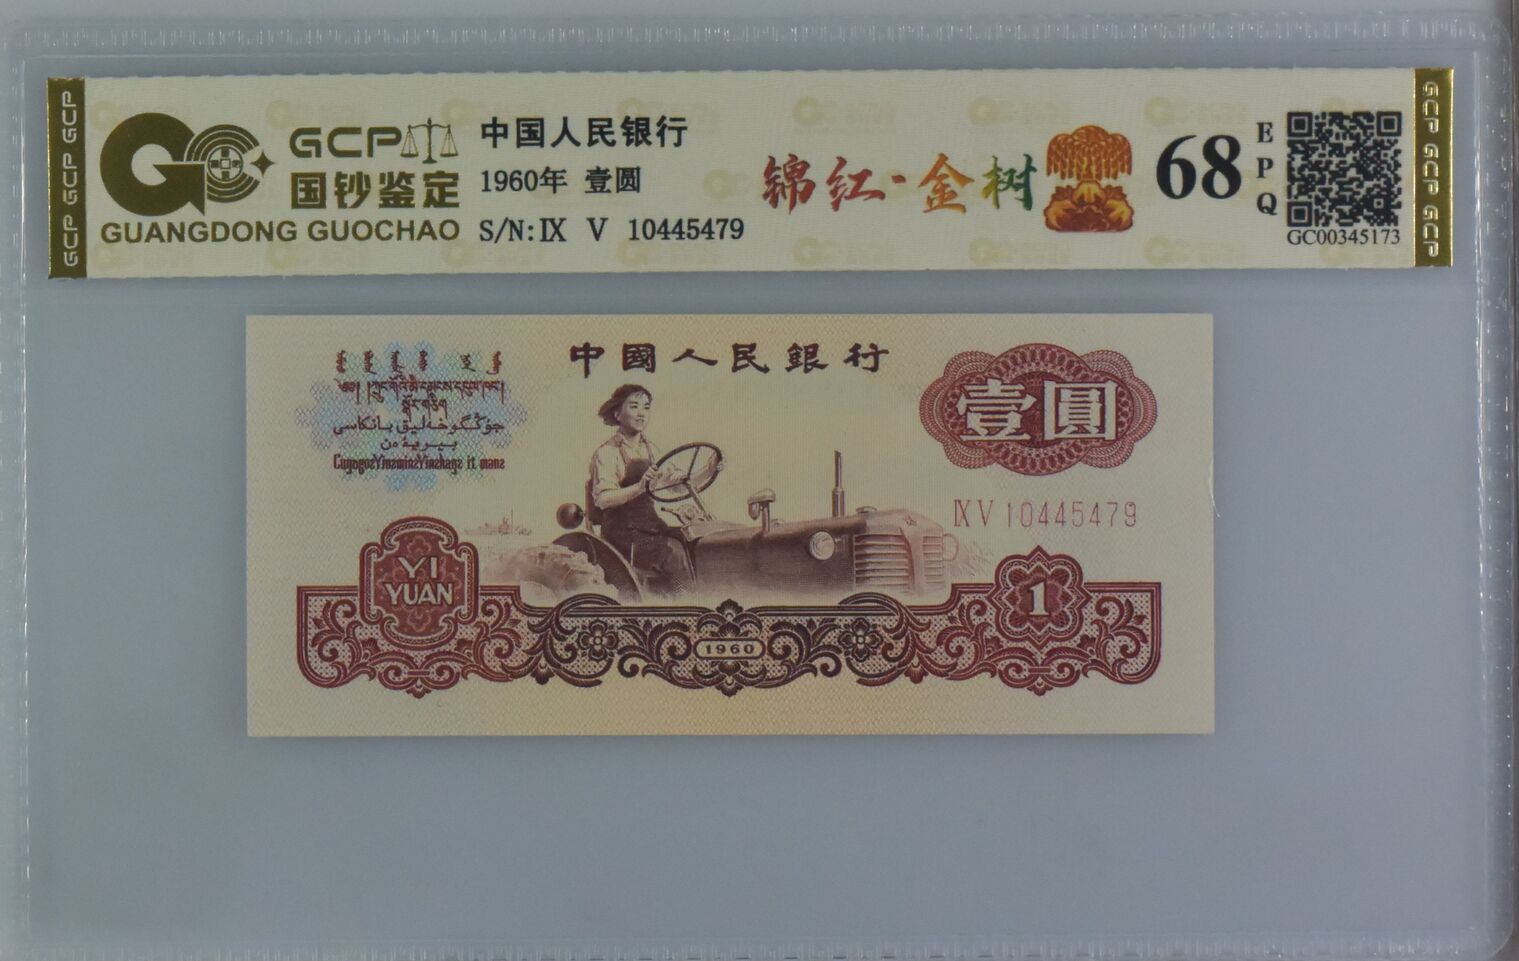 GCP GCP GCP
GCP
国钞鉴定
GUANGDONG GUOCHAO
中国人民银行
1960年 壹圆
S/N: IX V 10445479
锦红·金树
68
EPQ
GC00345173
GCP GCP GCP
中國人民銀行
壹圓
IX V 10445479
YI
YUAN
1960
1